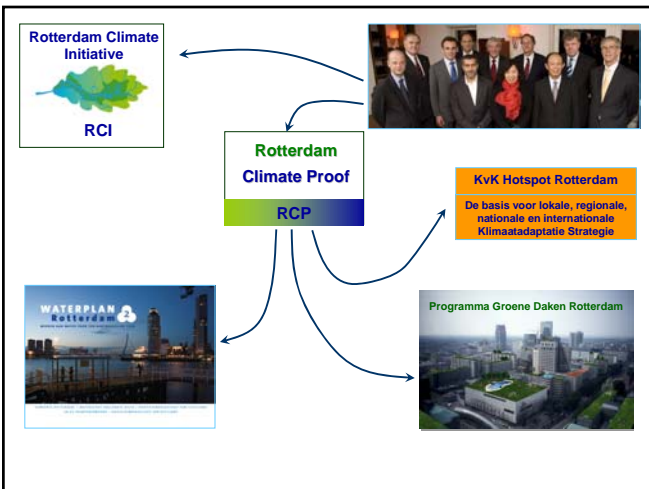 Rotterdam Climate
Initiative
RCI
Rotterdam
Climate Proof
RCP
KvK Hotspot Rotterdam
De basis voor lokale, regionale,
nationale en internationale
Klimaatadaptatie Strategie
WATERPLAN
Rotterdam 2
Programma Groene Daken Rotterdam